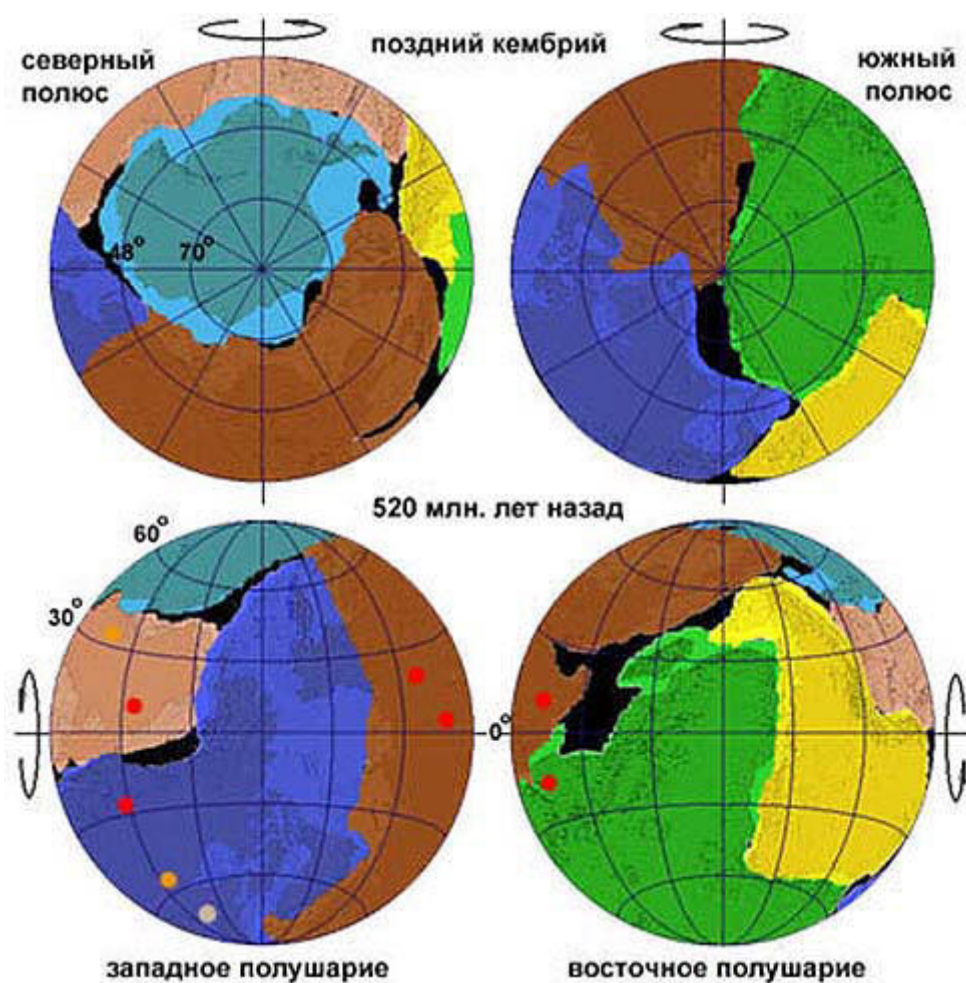 северный
полюс
поздний кембрий
южный
полюс
48° 70°
520 млн. лет назад
60°
30°
0°
западное полушарие
восточное полушарие